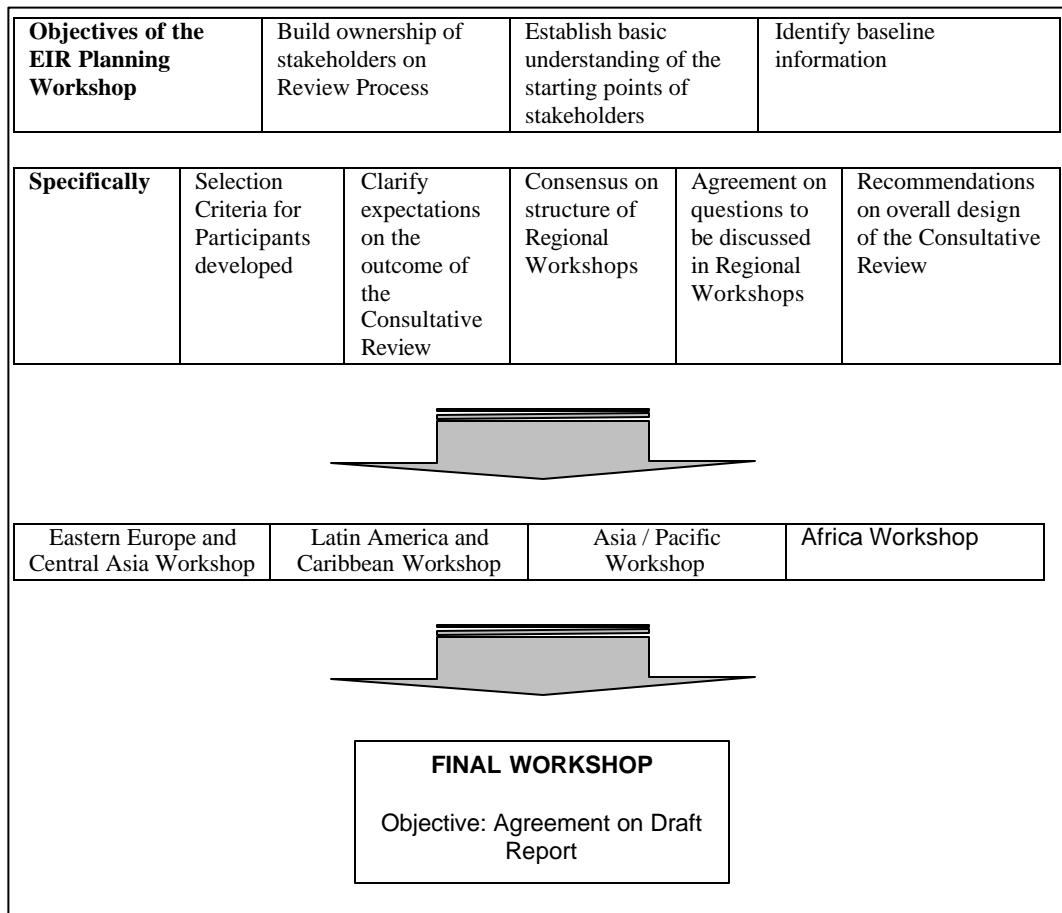 Objectives of the
EIR Planning
Workshop
Build ownership of
stakeholders on
Review Process
Establish basic
understanding of the
starting points of
stakeholders
Identify baseline
information
Specifically
Selection
Criteria for
Participants
developed
Clarify
expectations
on the
outcome of
the
Consultative
Review
Consensus on
structure of
Regional
Workshops
Agreement on
questions to
be discussed
in Regional
Workshops
Recommendations
on overall design
of the Consultative
Review
Eastern Europe and
Central Asia Workshop
Latin America and
Caribbean Workshop
Asia / Pacific
Workshop
Africa Workshop
FINAL WORKSHOP
Objective: Agreement on Draft
Report